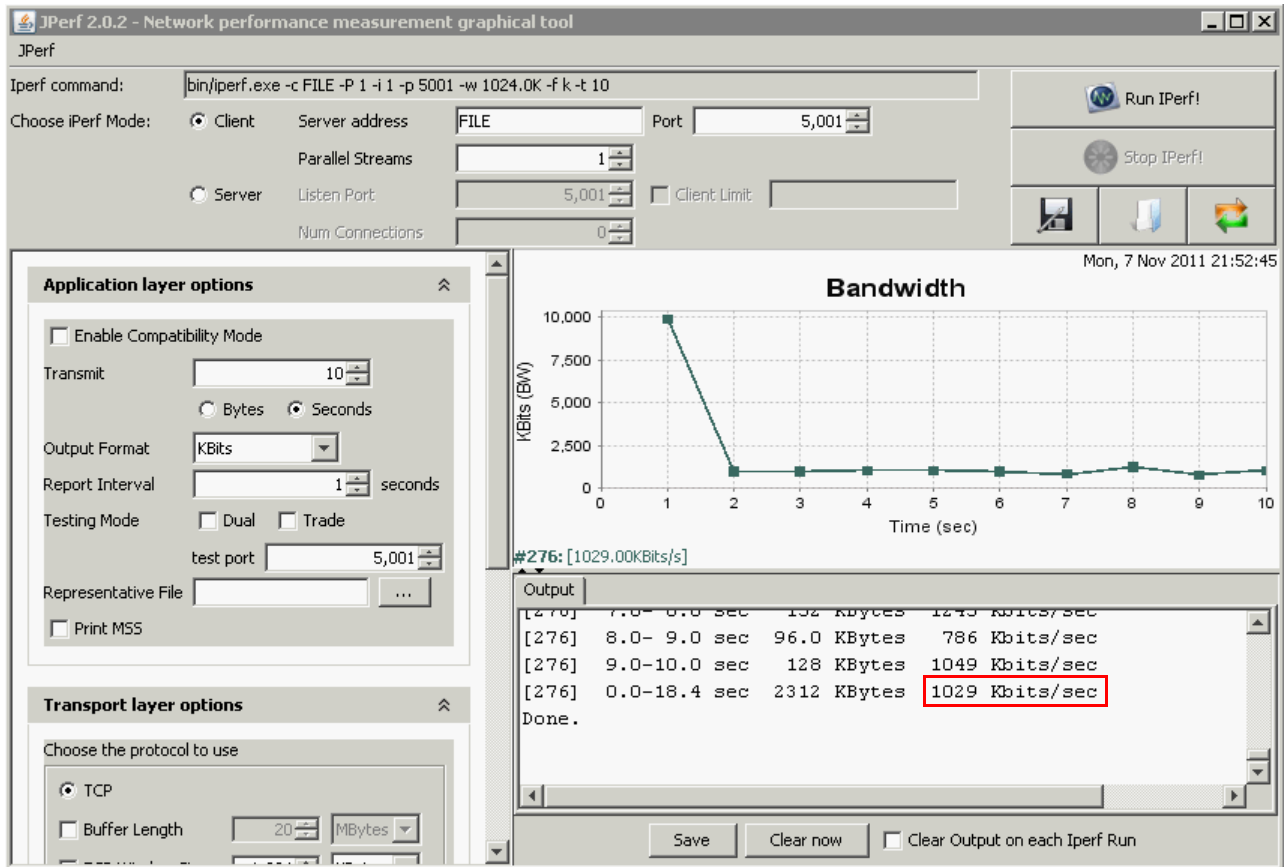 JPerf 2.0.2 - Network performance measurement graphical tool
JPerf
Iperf command: bin/iperf.exe -c FILE -P 1 -i 1 -p 5001 -w 1024.0K -f k -t 10
Run IPerf!
Choose iPerf Mode: Client Server address FILE Port 5,001
Parallel Streams 1
Stop IPerf!
Server Listen Port 5,001 Client Limit
Num Connections 0
Application layer options
Enable Compatibility Mode
Transmit 10
Bytes Seconds
Output Format KBits
Report Interval 1 seconds
Testing Mode Dual Trade
test port 5,001
Representative File ...
Print MSS
Transport layer options
Choose the protocol to use
TCP
Buffer Length 20 MBytes
Mon, 7 Nov 2011 21:52:45
Bandwidth
KBits (BW)
10,000
7,500
5,000
2,500
0
0 1 2 3 4 5 6 7 8 9 10
Time (sec)
#276: [1029.00KBits/s]
Output
[276] 8.0- 9.0 sec 96.0 KBytes 786 Kbits/sec
[276] 9.0-10.0 sec 128 KBytes 1049 Kbits/sec
[276] 0.0-18.4 sec 2312 KBytes 1029 Kbits/sec
Done.
Save Clear now Clear Output on each Iperf Run